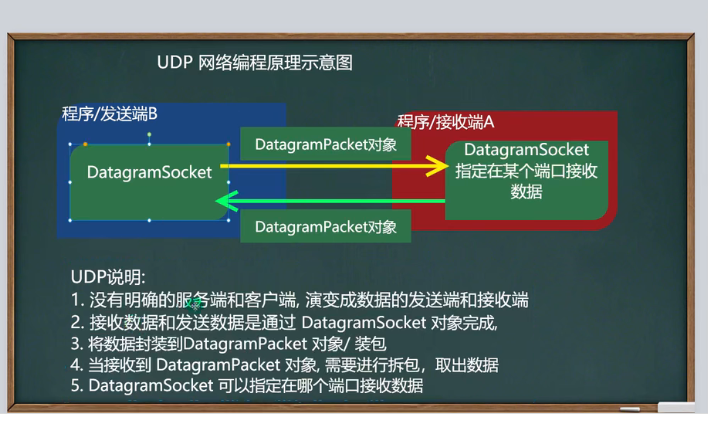 UDP 网络编程原理示意图
程序/发送端B
程序/接收端A
DatagramPacket对象
DatagramSocket
DatagramSocket
指定在某个端口接收
数据
DatagramPacket对象
UDP说明:
1. 没有明确的服务端和客户端, 演变成数据的发送端和接收端
2. 接收数据和发送数据是通过 DatagramSocket 对象完成,
3. 将数据封装到DatagramPacket 对象/ 装包
4. 当接收到 DatagramPacket 对象, 需要进行拆包，取出数据
5. DatagramSocket 可以指定在哪个端口接收数据